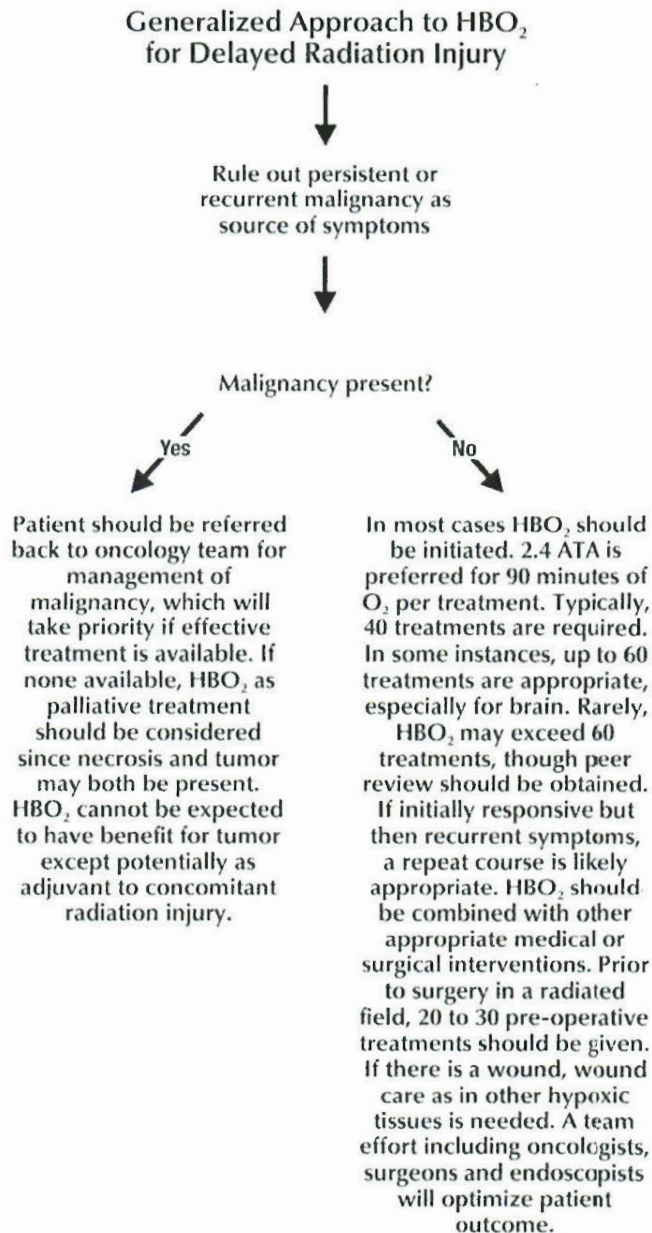 Generalized Approach to HBO₂
for Delayed Radiation Injury
Rule out persistent or
recurrent malignancy as
source of symptoms
Malignancy present?
Yes
No
Patient should be referred
back to oncology team for
management of
malignancy, which will
take priority if effective
treatment is available. If
none available, HBO₂ as
palliative treatment
should be considered
since necrosis and tumor
may both be present.
HBO₂ cannot be expected
to have benefit for tumor
except potentially as
adjuvant to concomitant
radiation injury.
In most cases HBO₂ should
be initiated. 2.4 ATA is
preferred for 90 minutes of
O₂ per treatment. Typically,
40 treatments are required.
In some instances, up to 60
treatments are appropriate,
especially for brain. Rarely,
HBO₂ may exceed 60
treatments, though peer
review should be obtained.
If initially responsive but
then recurrent symptoms,
a repeat course is likely
appropriate. HBO₂ should
be combined with other
appropriate medical or
surgical interventions. Prior
to surgery in a radiated
field, 20 to 30 pre-operative
treatments should be given.
If there is a wound, wound
care as in other hypoxic
tissues is needed. A team
effort including oncologists,
surgeons and endoscopists
will optimize patient
outcome.